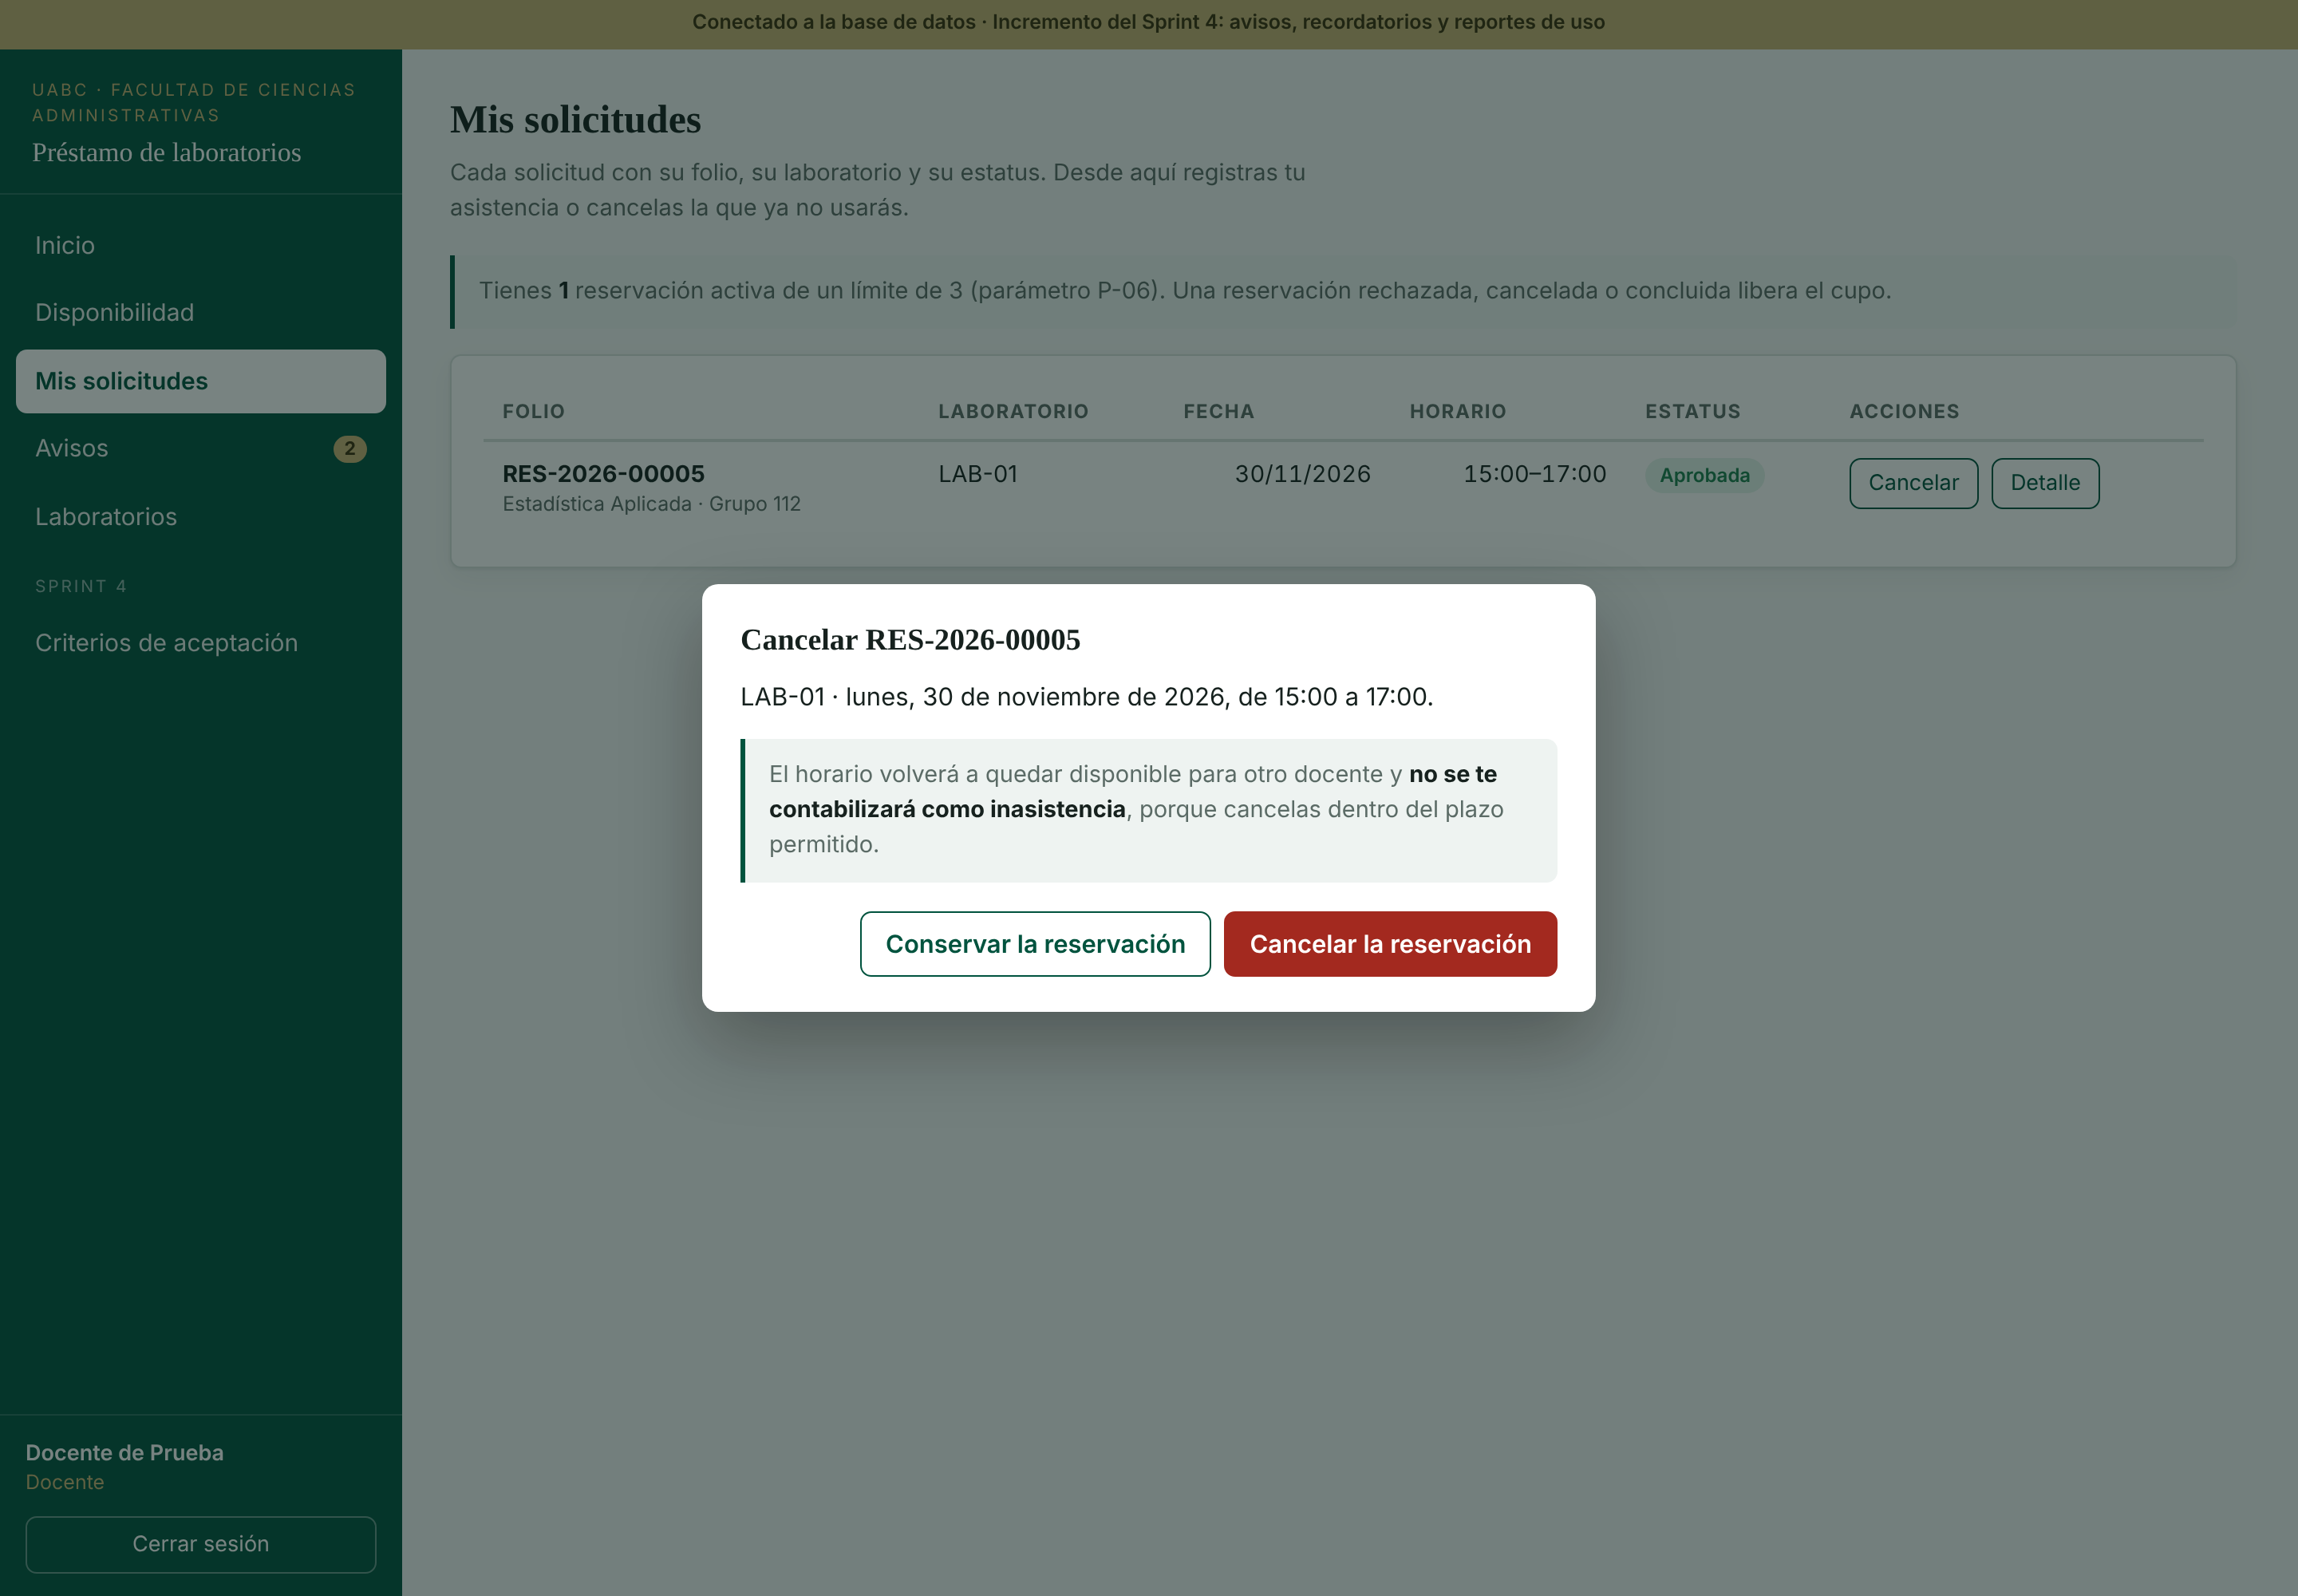 Conectado a la base de datos · Incremento del Sprint 4: avisos, recordatorios y reportes de uso
UABC · FACULTAD DE CIENCIAS
ADMINISTRATIVAS
Préstamo de laboratorios
Inicio
Disponibilidad
Mis solicitudes
Avisos 2
Laboratorios
SPRINT 4
Criterios de aceptación
Docente de Prueba
Docente
Cerrar sesión
Mis solicitudes
Cada solicitud con su folio, su laboratorio y su estatus. Desde aquí registras tu
asistencia o cancelas la que ya no usarás.
Tienes 1 reservación activa de un límite de 3 (parámetro P-06). Una reservación rechazada, cancelada o concluida libera el cupo.
FOLIO LABORATORIO FECHA HORARIO ESTATUS ACCIONES
RES-2026-00005 LAB-01 30/11/2026 15:00–17:00 Aprobada Cancelar Detalle
Estadística Aplicada · Grupo 112
Cancelar RES-2026-00005
LAB-01 · lunes, 30 de noviembre de 2026, de 15:00 a 17:00.
El horario volverá a quedar disponible para otro docente y no se te
contabilizará como inasistencia, porque cancelas dentro del plazo
permitido.
Conservar la reservación Cancelar la reservación